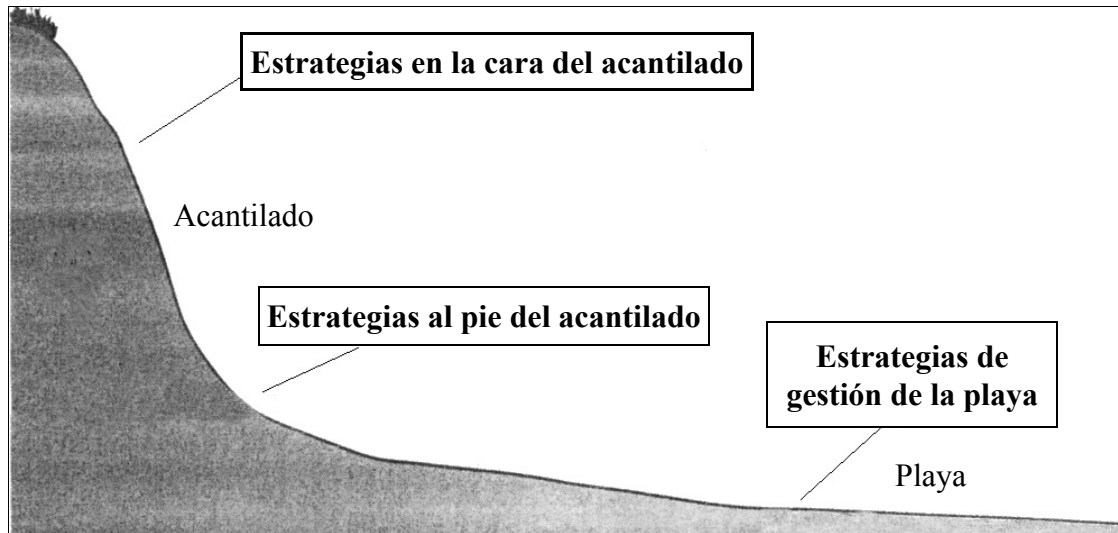 Estrategias en la cara del acantilado
Acantilado
Estrategias al pie del acantilado
Estrategias de
gestión de la playa
Playa